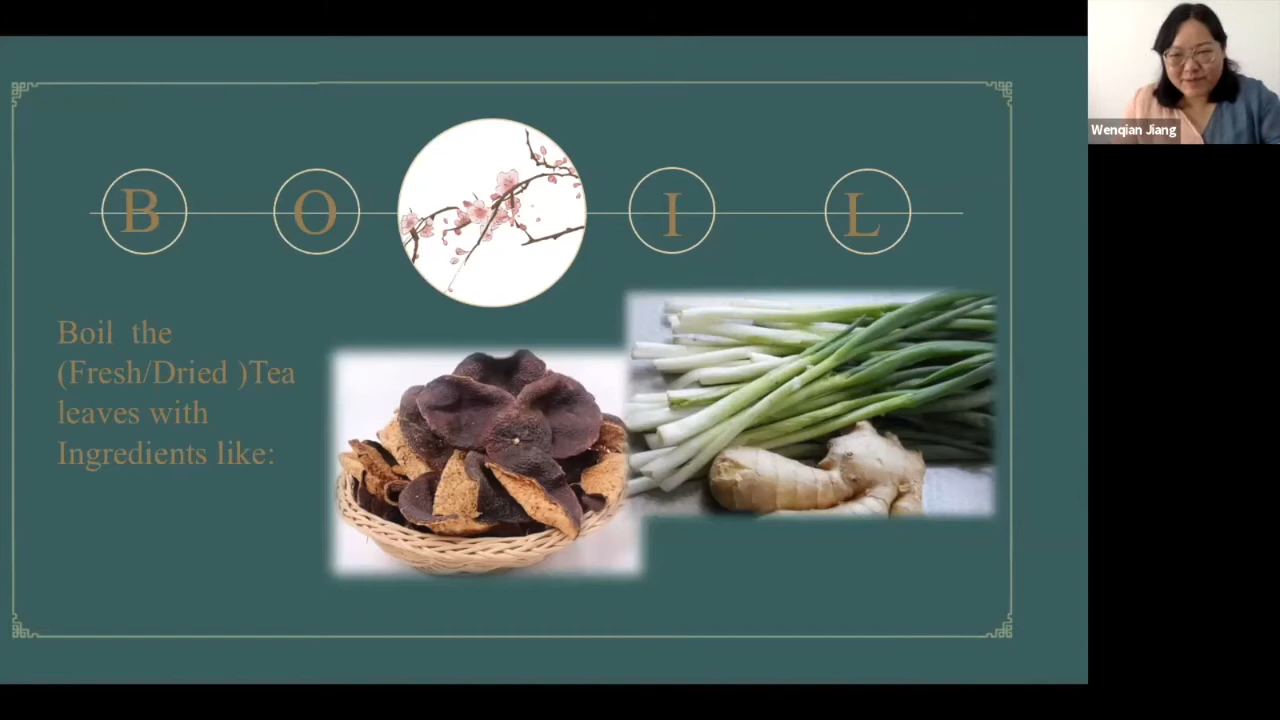 B O I L
Boil the
(Fresh/Dried )Tea
leaves with
Ingredients like:
Wenqian Jiang